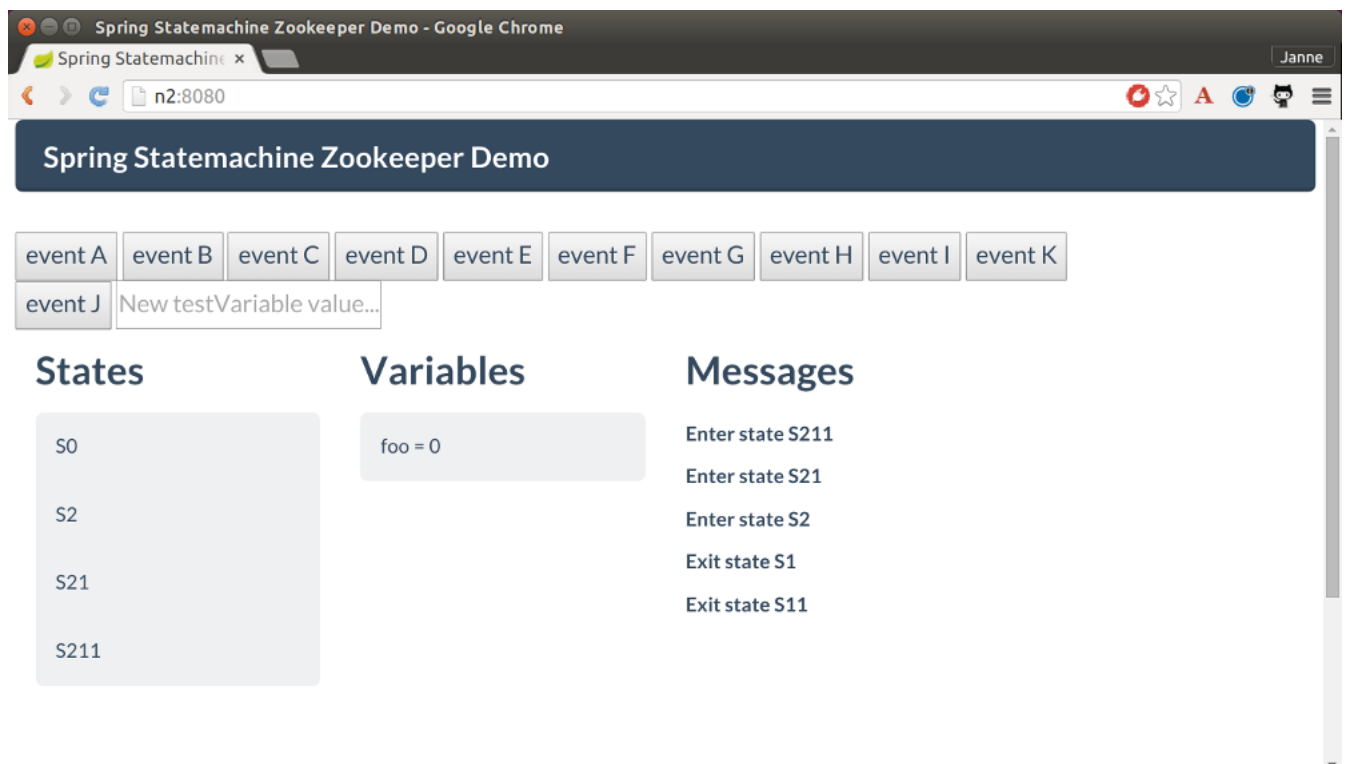 Spring Statemachine Zookeeper Demo - Google Chrome
Spring Statemachine
Janne
n2:8080
A
Spring Statemachine Zookeeper Demo
event A event B event C event D event E event F event G event H event I event K
event J New testVariable value...
States Variables Messages
S0 foo = 0 Enter state S211
Enter state S21
S2 Enter state S2
Exit state S1
S21 Exit state S11
S211